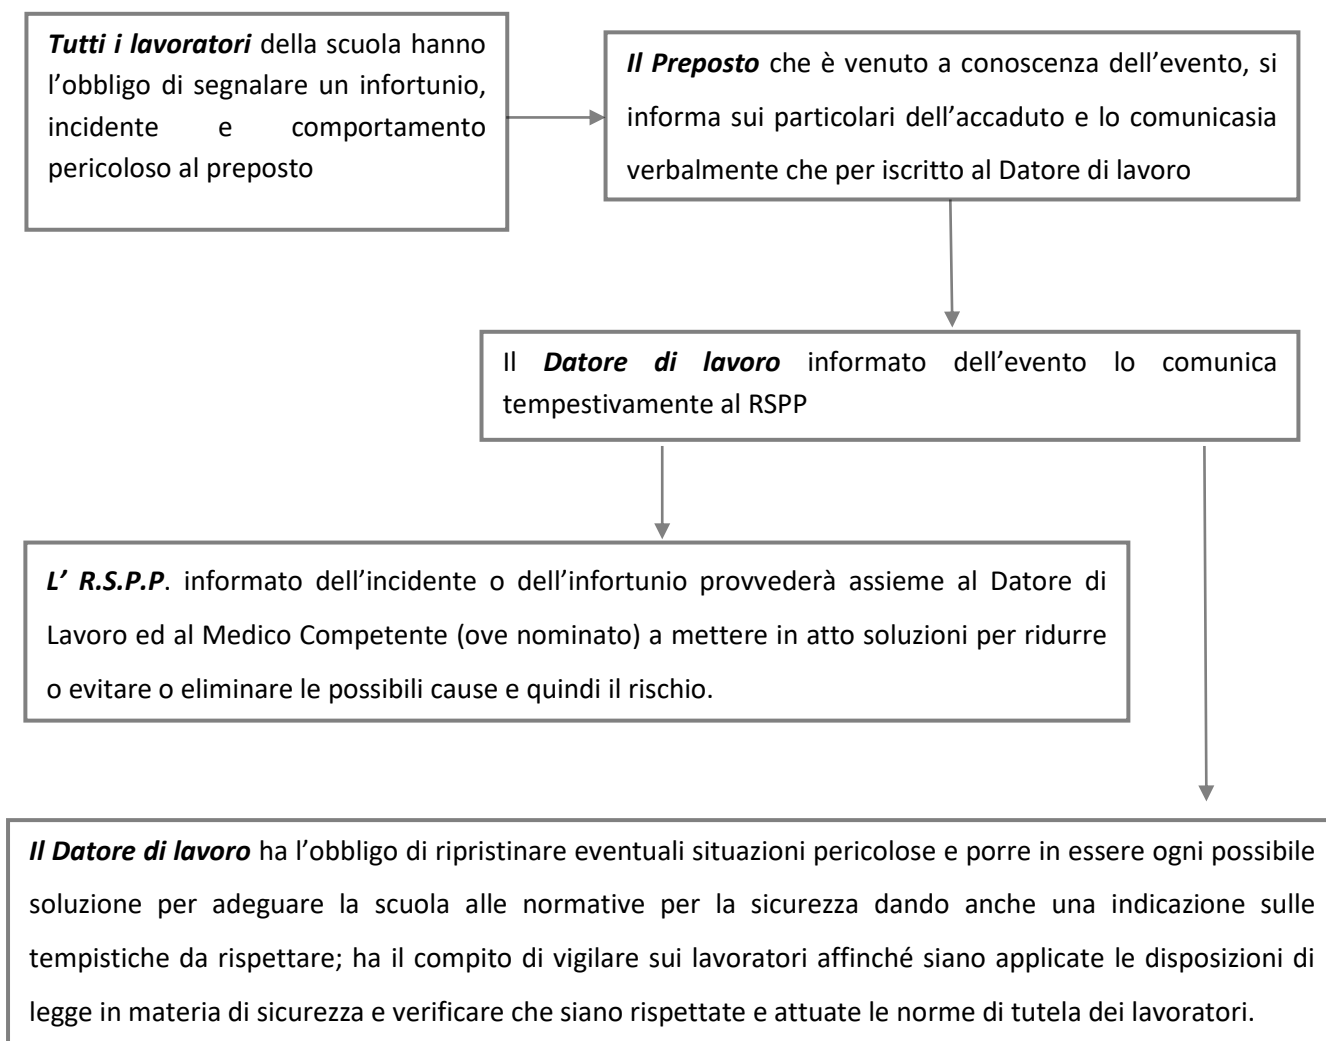 Tutti i lavoratori della scuola hanno
l’obbligo di segnalare un infortunio,
incidente e comportamento
pericoloso al preposto
Il Preposto che è venuto a conoscenza dell’evento, si
informa sui particolari dell’accaduto e lo comunicasia
verbalmente che per iscritto al Datore di lavoro
Il Datore di lavoro informato dell’evento lo comunica
tempestivamente al RSPP
L’ R.S.P.P. informato dell’incidente o dell’infortunio provvederà assieme al Datore di
Lavoro ed al Medico Competente (ove nominato) a mettere in atto soluzioni per ridurre
o evitare o eliminare le possibili cause e quindi il rischio.
Il Datore di lavoro ha l’obbligo di ripristinare eventuali situazioni pericolose e porre in essere ogni possibile
soluzione per adeguare la scuola alle normative per la sicurezza dando anche una indicazione sulle
tempistiche da rispettare; ha il compito di vigilare sui lavoratori affinché siano applicate le disposizioni di
legge in materia di sicurezza e verificare che siano rispettate e attuate le norme di tutela dei lavoratori.